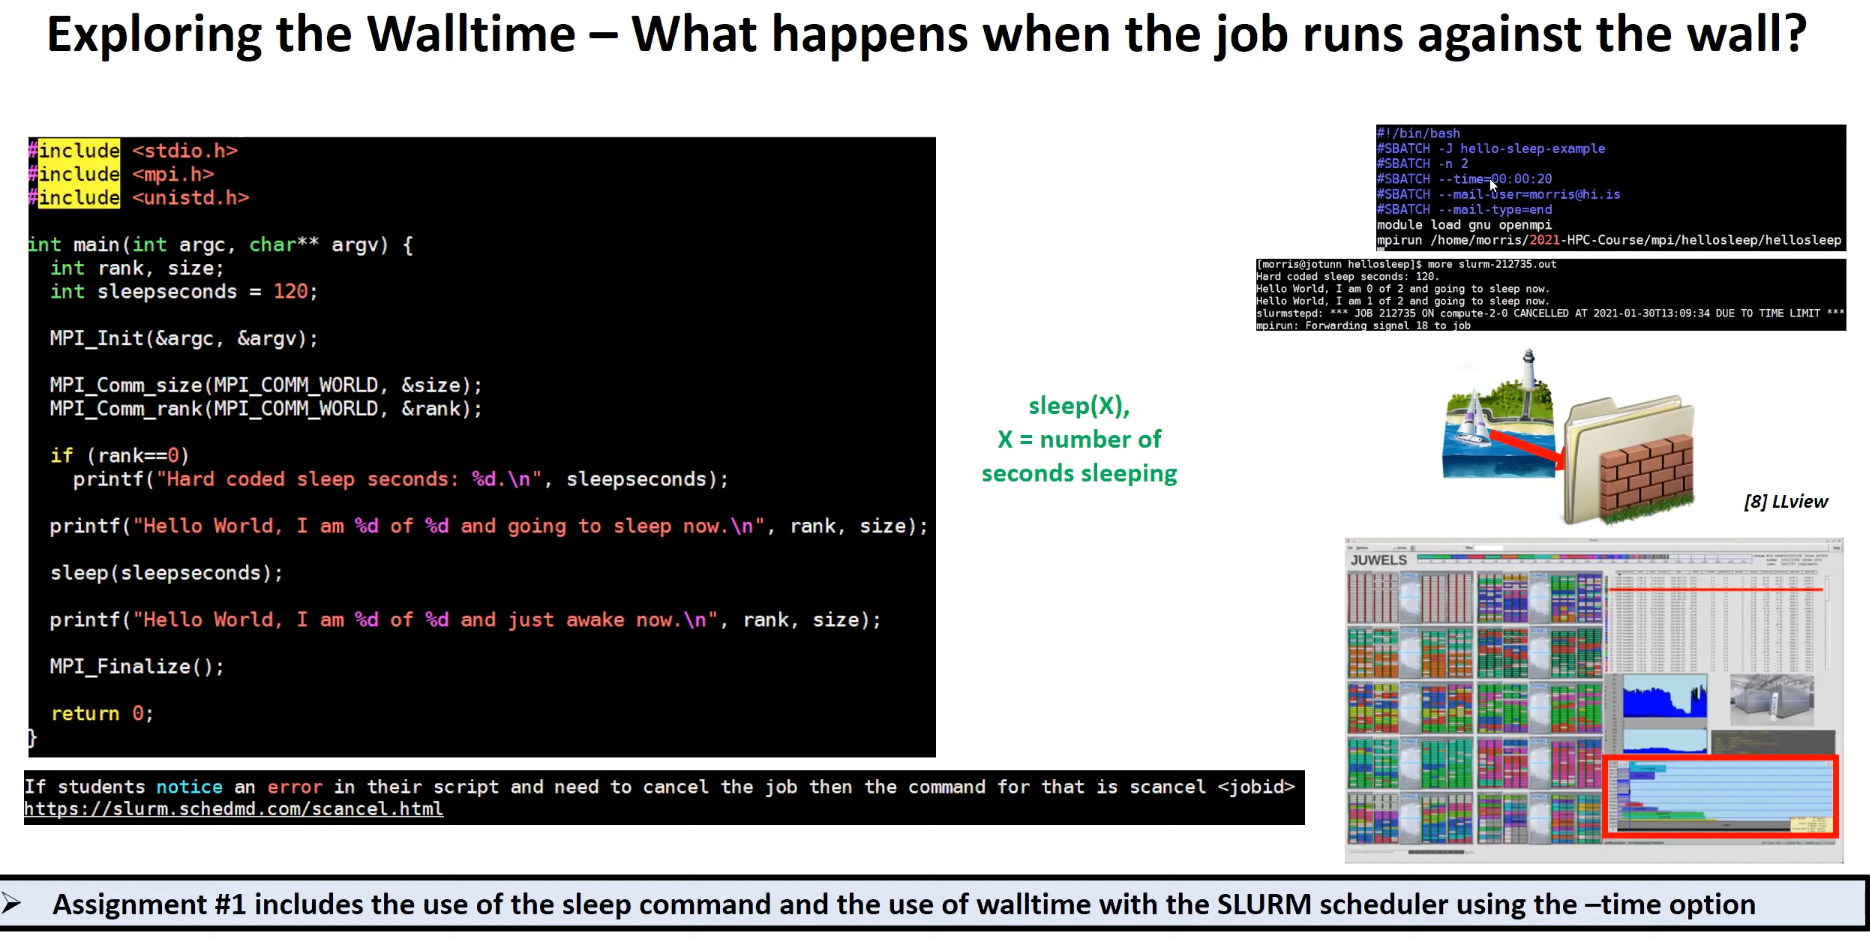 Exploring the Walltime – What happens when the job runs against the wall?
#include <stdio.h>
#include <mpi.h>
#include <unistd.h>
int main(int argc, char** argv) {
int rank, size;
int sleepseconds = 120;
MPI_Init(&argc, &argv);
MPI_Comm_size(MPI_COMM_WORLD, &size);
MPI_Comm_rank(MPI_COMM_WORLD, &rank);
if (rank==0)
printf("Hard coded sleep seconds: %d.\n", sleepseconds);
printf("Hello World, I am %d of %d and going to sleep now.\n", rank, size);
sleep(sleepseconds);
printf("Hello World, I am %d of %d and just awake now.\n", rank, size);
MPI_Finalize();
return 0;
}
If students notice an error in their script and need to cancel the job then the command for that is scancel <jobid>
https://slurm.schedmd.com/scancel.html
sleep(X),
X = number of
seconds sleeping
#!/bin/bash
#SBATCH -J hello-sleep-example
#SBATCH -n 2
#SBATCH --time=00:00:20
#SBATCH --mail-user=morris@hi.is
#SBATCH --mail-type=end
module load gnu openmpi
mpirun /home/morris/2021-HPC-Course/mpi/hellosleep/hellosleep
[morris@jotunn hellosleep]$ more slurm-212735.out
Hard coded sleep seconds: 120.
Hello World, I am 0 of 2 and going to sleep now.
Hello World, I am 1 of 2 and going to sleep now.
slurmstepd: *** JOB 212735 ON compute-2-0 CANCELLED AT 2021-01-30T13:09:34 DUE TO TIME LIMIT ***
mpirun: Forwarding signal 18 to job
[8] LLview
JUWELS
➢ Assignment #1 includes the use of the sleep command and the use of walltime with the SLURM scheduler using the –time option